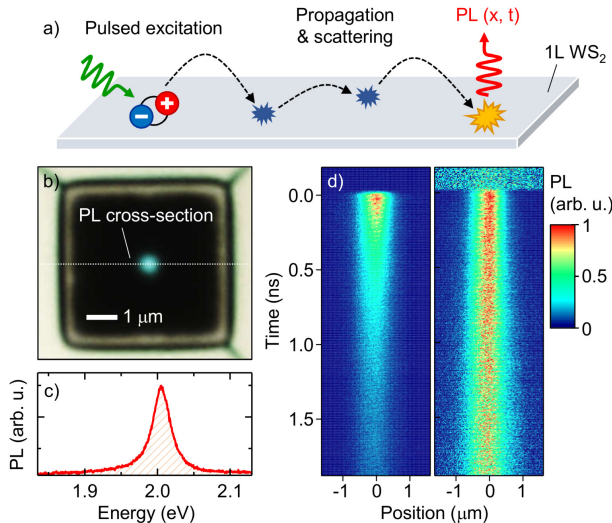 a)
Pulsed excitation
Propagation
& scattering
PL (x, t)
1L WS₂
− +
b)
PL cross-section
1 μm
c)
PL (arb. u.)
1.9 2.0 2.1
Energy (eV)
d)
Time (ns)
0.0
0.5
1.0
1.5
-1 0 1 -1 0 1
Position (μm)
PL
(arb. u.)
1
0.5
0